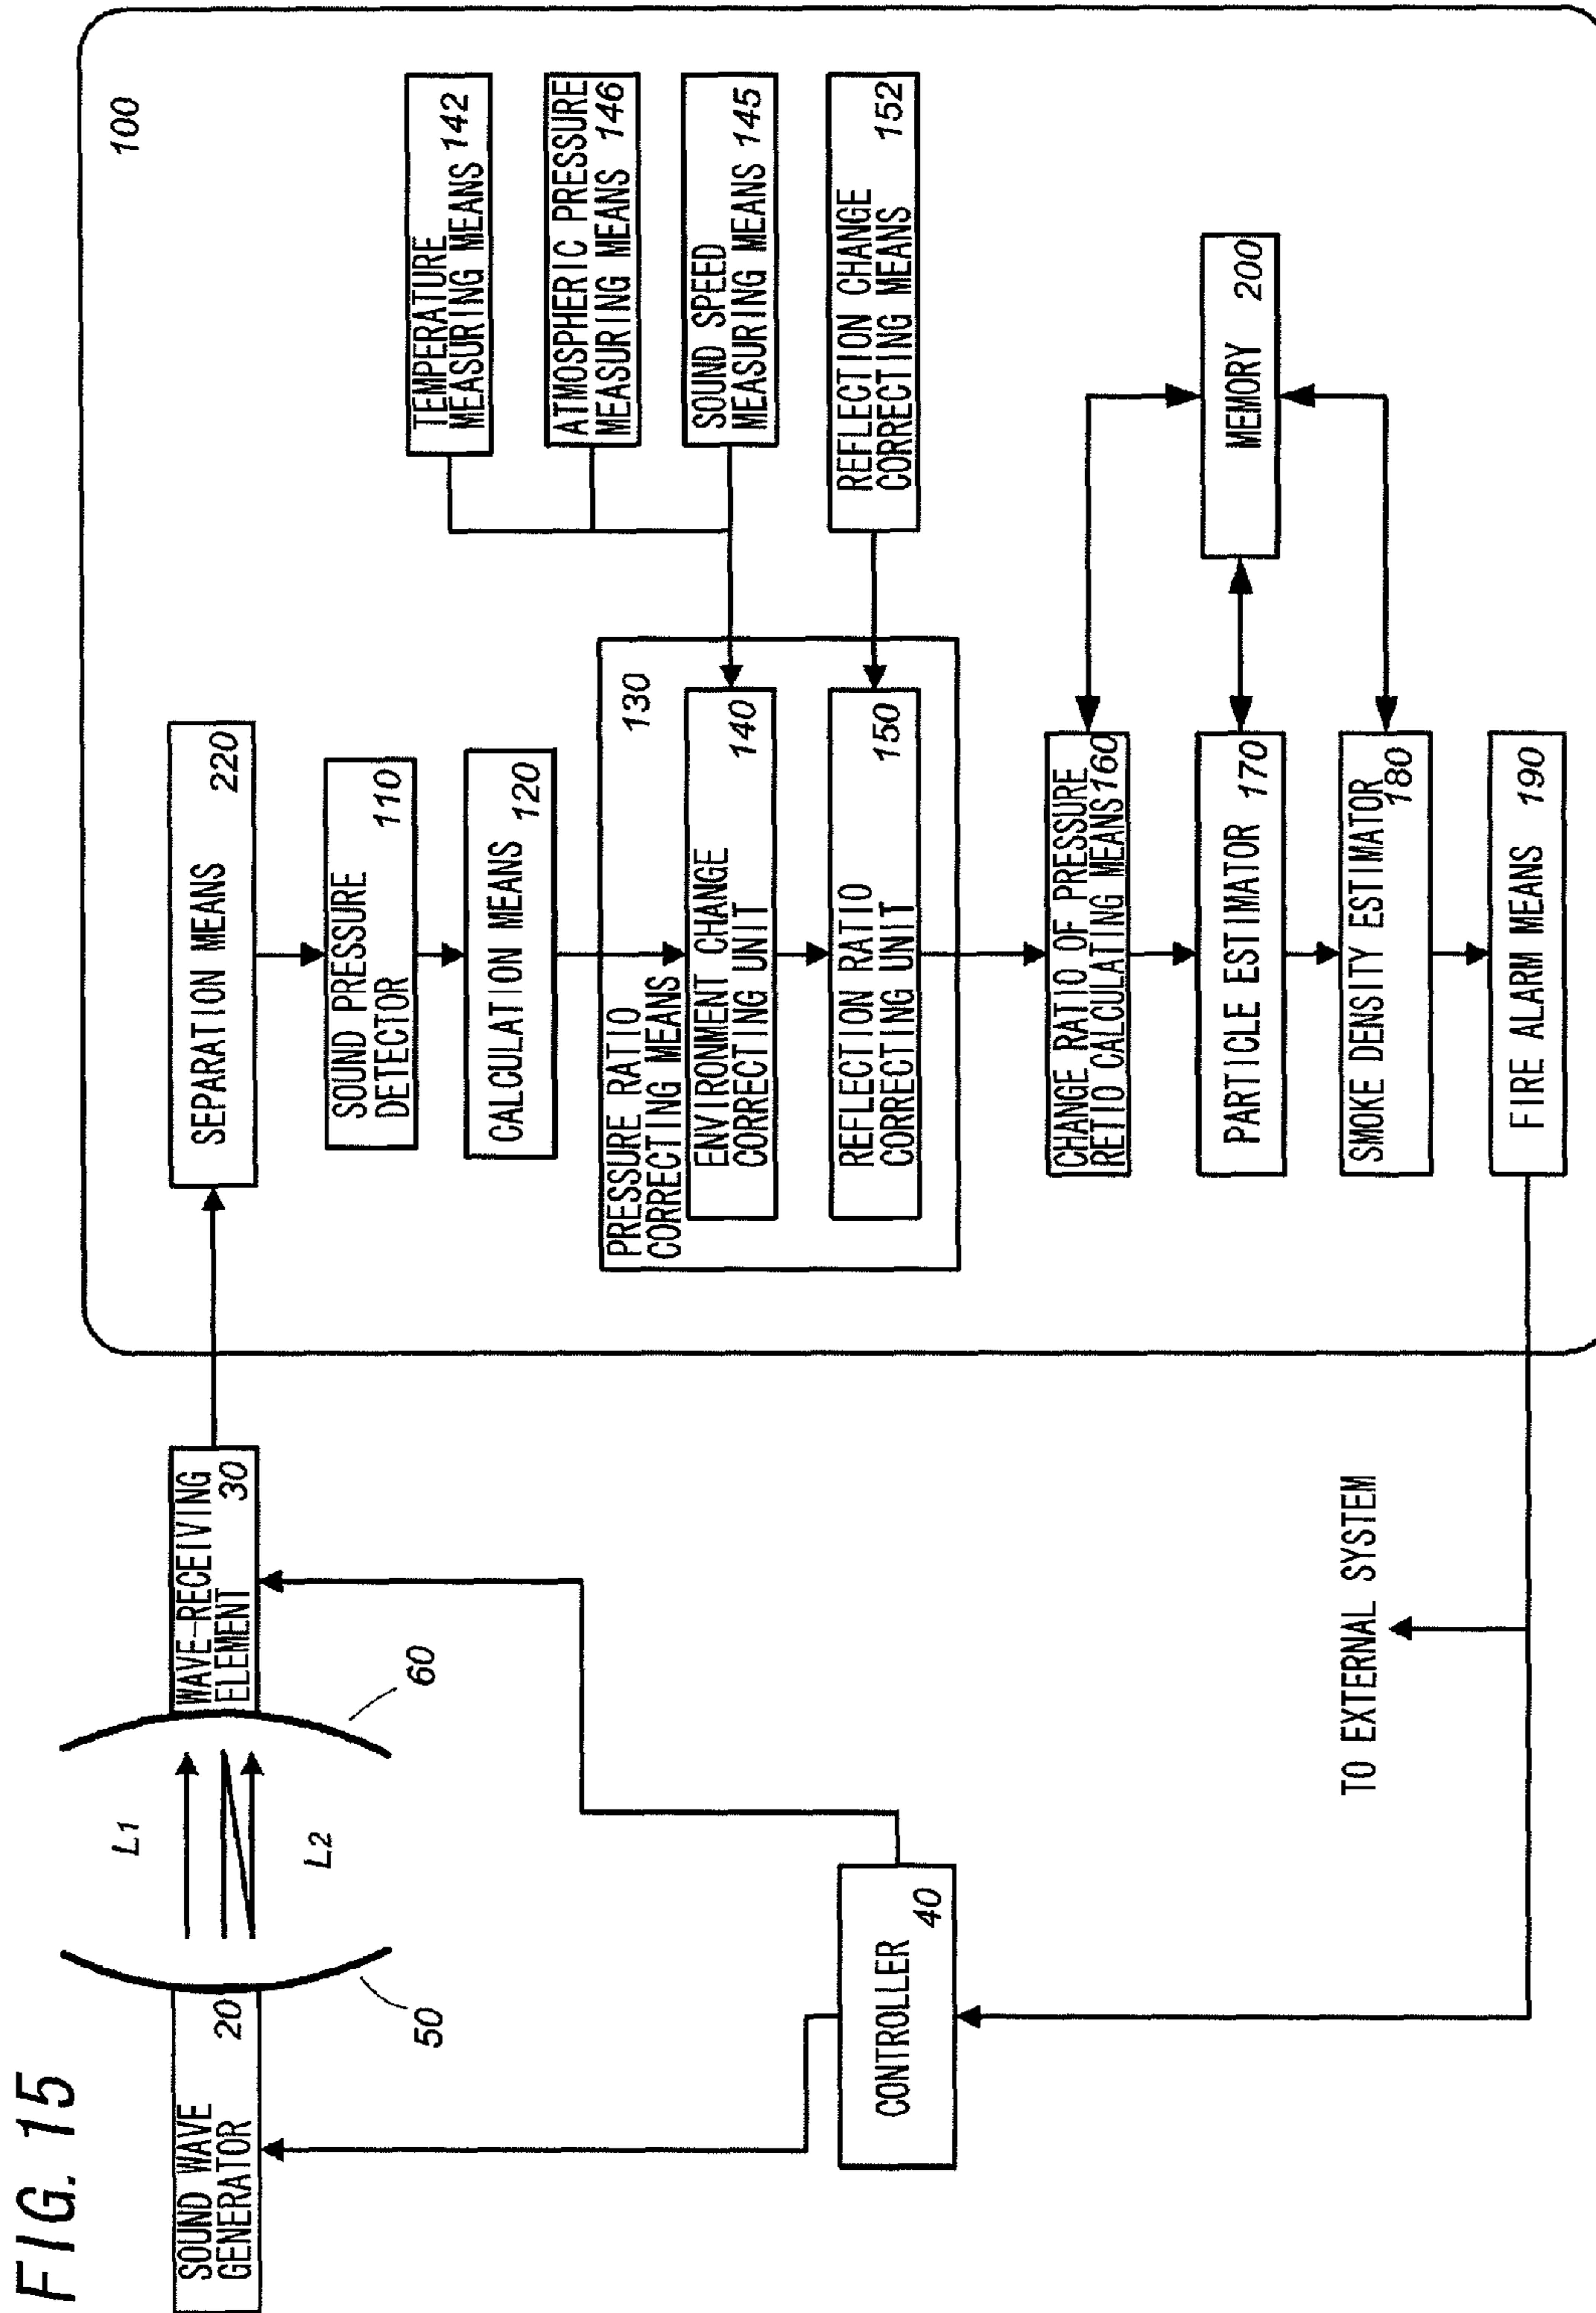 FIG. 15
SOUND WAVE
GENERATOR
20
50
L1
L2
60
WAVE-RECEIVING
ELEMENT
30
CONTROLLER
40
TO EXTERNAL SYSTEM
100
SEPARATION MEANS
220
SOUND PRESSURE
DETECTOR
110
CALCULATION MEANS
120
PRESSURE RATIO
CORRECTING MEANS
130
ENVIRONMENT CHANGE
CORRECTING UNIT
140
REFLECTION RATIO
CORRECTING UNIT
150
TEMPERATURE
MEASURING MEANS 142
ATMOSPHERIC PRESSURE
MEASURING MEANS 146
SOUND SPEED
MEASURING MEANS 145
REFLECTION CHANGE
CORRECTING MEANS
152
CHANGE RATIO OF PRESSURE
RETIO CALCULATING MEANS 160
PARTICLE ESTIMATOR
170
SMOKE DENSITY ESTIMATOR
180
FIRE ALARM MEANS
190
MEMORY
200